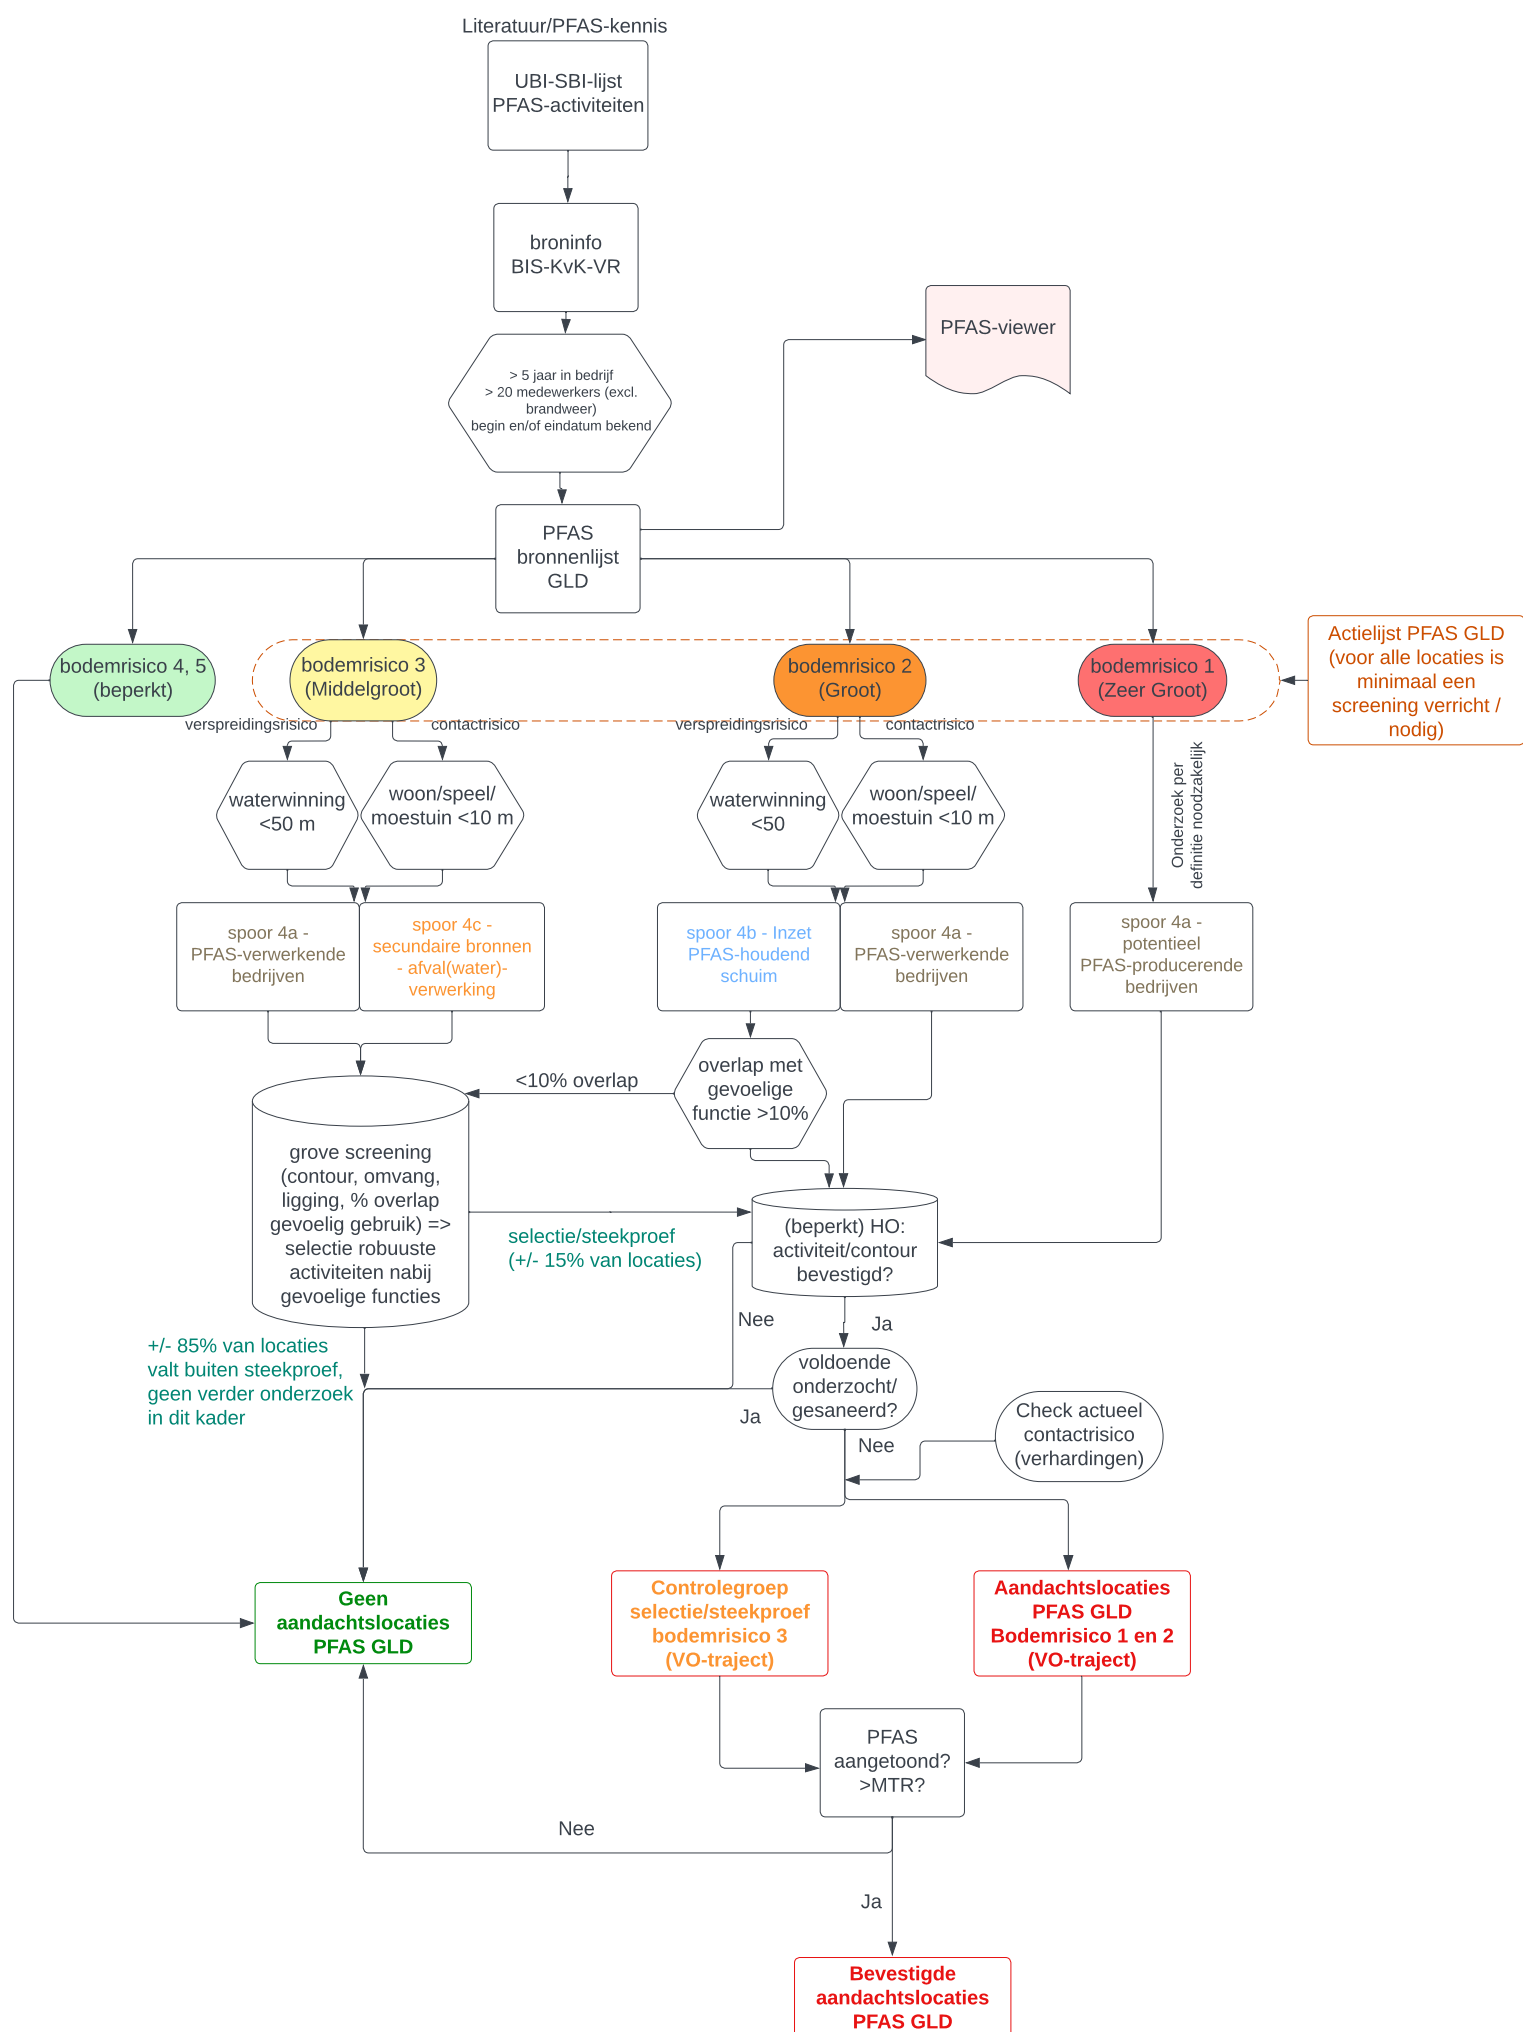 Literatuur/PFAS-kennis
UBI-SBI-lijst
PFAS-activiteiten
broninfo
BIS-KvK-VR
> 5 jaar in bedrijf
> 20 medewerkers (excl.
brandweer)
begin en/of eindatum bekend
PFAS-viewer
PFAS
bronnenlijst
GLD
bodemrisico 4, 5
(beperkt)
bodemrisico 3
(Middelgroot)
bodemrisico 2
(Groot)
bodemrisico 1
(Zeer Groot)
Actielijst PFAS GLD
(voor alle locaties is
minimaal een
screening verricht /
nodig)
verspreidingsrisico
contactrisico
verspreidingsrisico
contactrisico
waterwinning
<50 m
woon/speel/
moestuin <10 m
waterwinning
<50
woon/speel/
moestuin <10 m
Onderzoek per
definitie noodzakelijk
spoor 4a -
PFAS-verwerkende
bedrijven
spoor 4c -
secundaire bronnen
- afval(water)-
verwerking
spoor 4b - Inzet
PFAS-houdend
schuim
spoor 4a -
PFAS-verwerkende
bedrijven
spoor 4a -
potentieel
PFAS-producerende
bedrijven
<10% overlap
overlap met
gevoelige
functie >10%
grove screening
(contour, omvang,
ligging, % overlap
gevoelig gebruik) =>
selectie robuuste
activiteiten nabij
gevoelige functies
selectie/steekproef
(+/- 15% van locaties)
(beperkt) HO:
activiteit/contour
bevestigd?
Nee
Ja
+/- 85% van locaties
valt buiten steekproef,
geen verder onderzoek
in dit kader
voldoende
onderzocht/
gesaneerd?
Ja
Nee
Check actueel
contactrisico
(verhardingen)
Geen
aandachtslocaties
PFAS GLD
Controlegroep
selectie/steekproef
bodemrisico 3
(VO-traject)
Aandachtslocaties
PFAS GLD
Bodemrisico 1 en 2
(VO-traject)
PFAS
aangetoond?
>MTR?
Nee
Ja
Bevestigde
aandachtslocaties
PFAS GLD